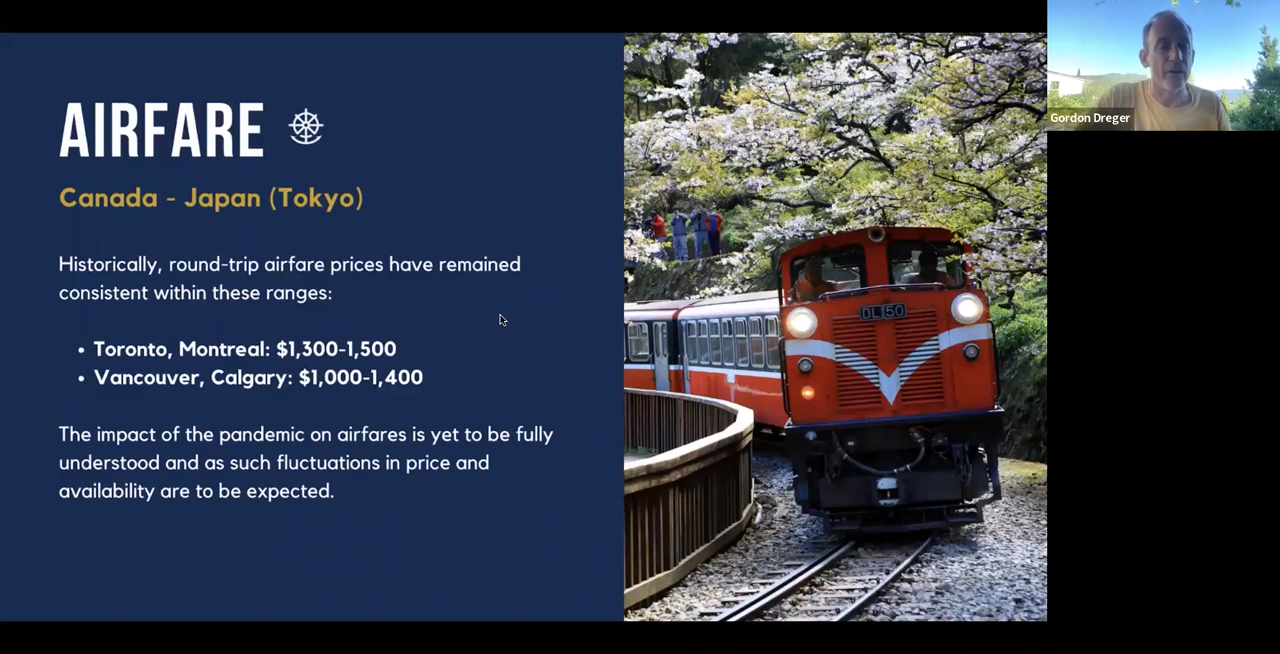 AIRFARE
Canada - Japan (Tokyo)
Historically, round-trip airfare prices have remained
consistent within these ranges:
• Toronto, Montreal: $1,300-1,500
• Vancouver, Calgary: $1,000-1,400
The impact of the pandemic on airfares is yet to be fully
understood and as such fluctuations in price and
availability are to be expected.
DL 50
Gordon Dreger